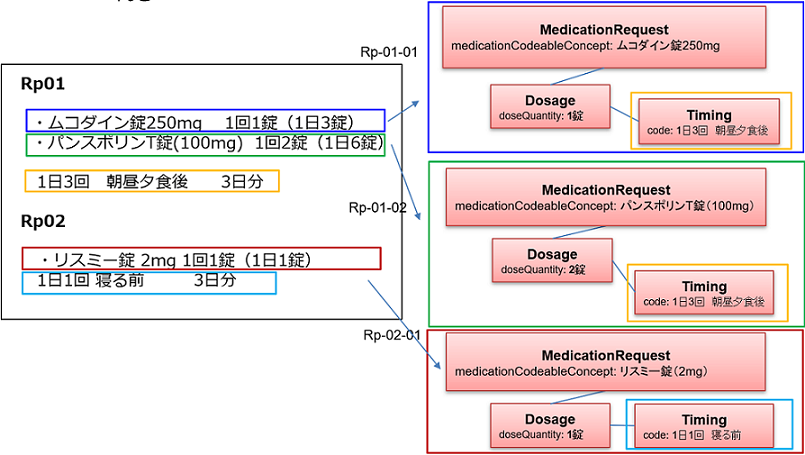 Rp01
・ムコダイン錠250mg 1回1錠（1日3錠）
・パンスポリンT錠(100mg) 1回2錠（1日6錠）
1日3回 朝昼夕食後 3日分
Rp02
・リスミー錠 2mg 1回1錠（1日1錠）
1日1回 寝る前 3日分
Rp-01-01
MedicationRequest
medicationCodeableConcept: ムコダイン錠250mg
Dosage
doseQuantity: 1錠
Timing
code: 1日3回 朝昼夕食後
Rp-01-02
MedicationRequest
medicationCodeableConcept: パンスポリンT錠(100mg)
Dosage
doseQuantity: 2錠
Timing
code: 1日3回 朝昼夕食後
Rp-02-01
MedicationRequest
medicationCodeableConcept: リスミー錠(2mg)
Dosage
doseQuantity: 1錠
Timing
code: 1日1回 寝る前